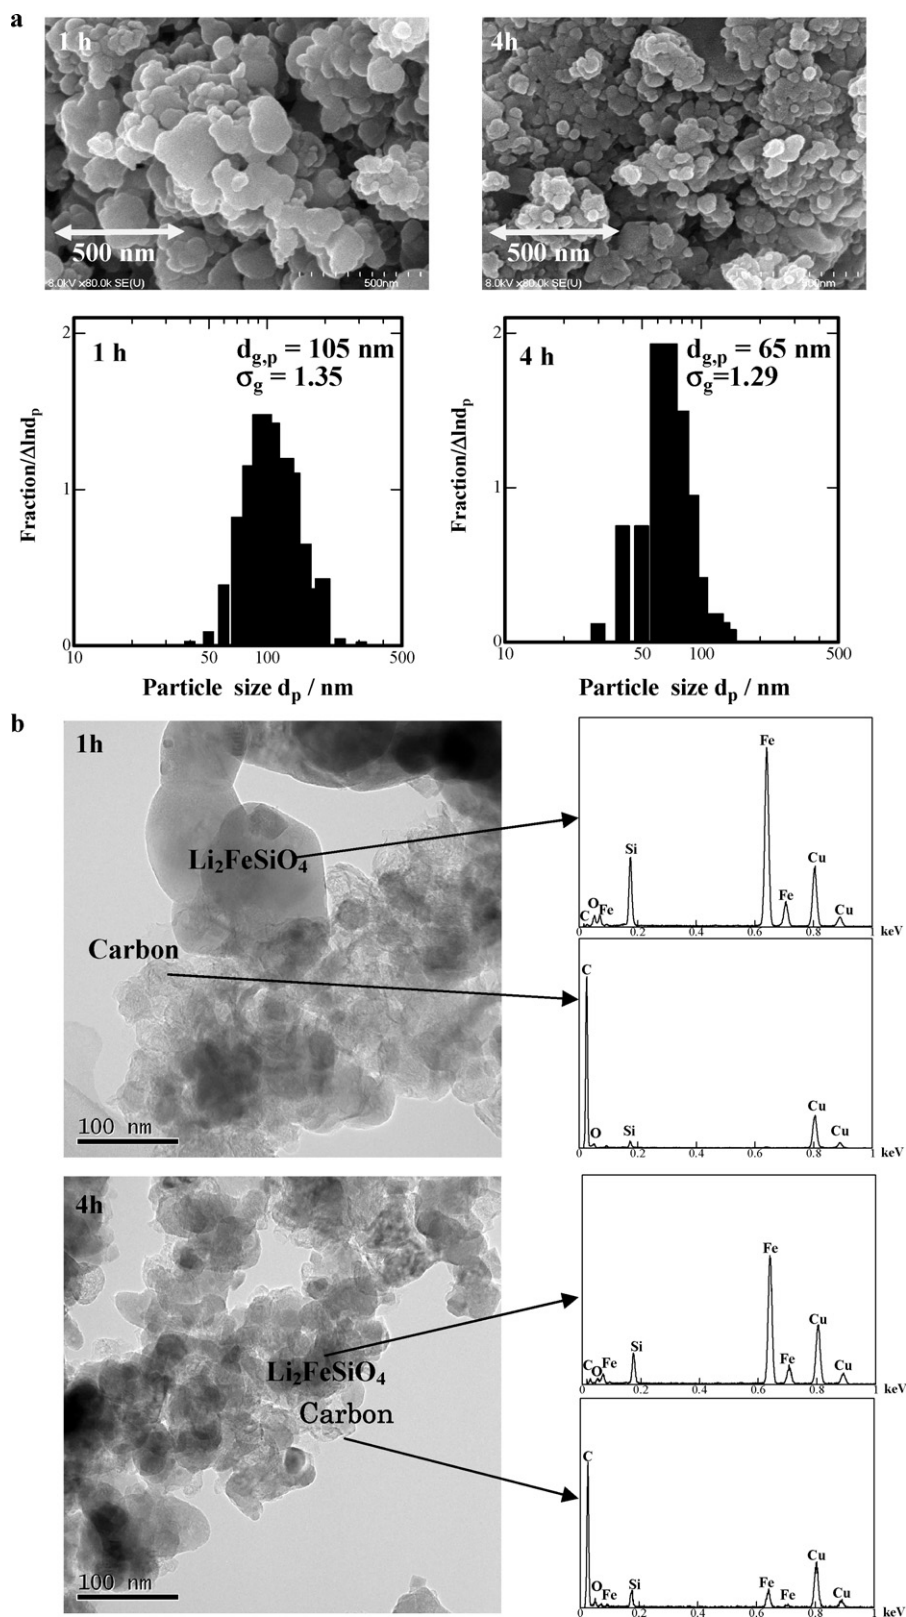 a
1 h
500 nm
8.0kV x80.0k SE(U)
500nm
4h
500 nm
8.0kV x80.0k SE(U)
500nm
2
1
0
Fraction/Δlndₚ
1 h
d_g,p = 105 nm
σ_g = 1.35
10
50
100
500
Particle size dₚ / nm
2
1
0
Fraction/Δlndₚ
4 h
d_g,p = 65 nm
σ_g=1.29
10
50
100
500
Particle size dₚ / nm
b
1h
Li₂FeSiO₄
Carbon
100 nm
Fe
Si
Cu
O
Fe
Fe
C
Cu
0 0.2 0.4 0.6 0.8 1 keV
C
Cu
O
Si
Cu
0 0.2 0.4 0.6 0.8 1 keV
4h
Li₂FeSiO₄
Carbon
100 nm
Fe
Cu
Si
C
O
Fe
Fe
Cu
0 0.2 0.4 0.6 0.8 1 keV
C
Cu
O
Fe
Si
Fe
Fe
Cu
0 0.2 0.4 0.6 0.8 1 keV